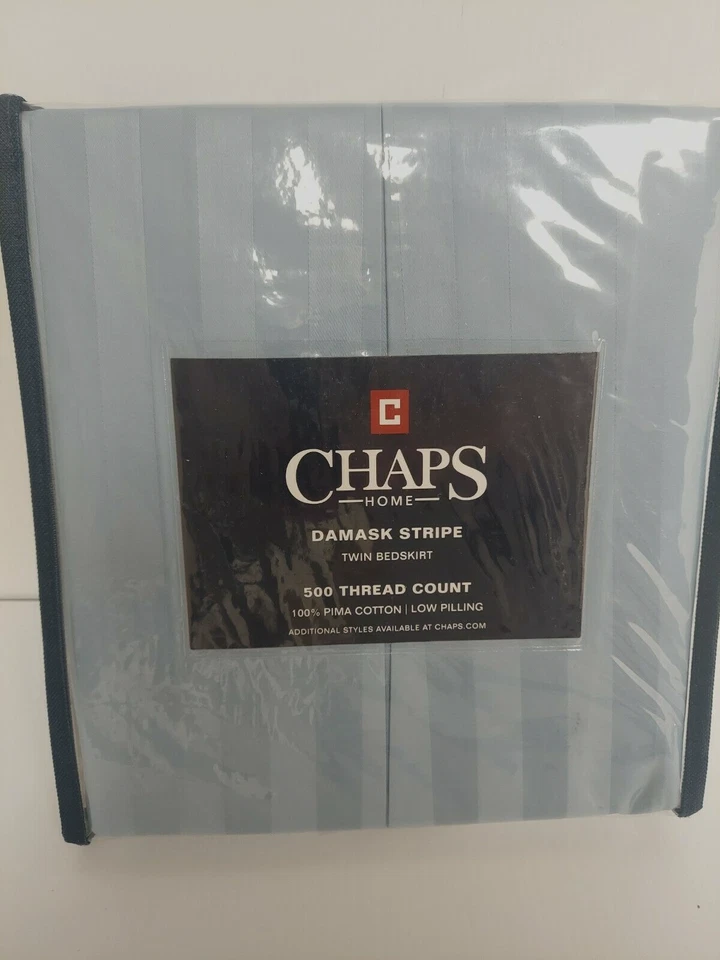 C
CHAPS
HOME
DAMASK STRIPE
TWIN BEDSKIRT
500 THREAD COUNT
100% PIMA COTTON | LOW PILLING
ADDITIONAL STYLES AVAILABLE AT CHAPS.COM